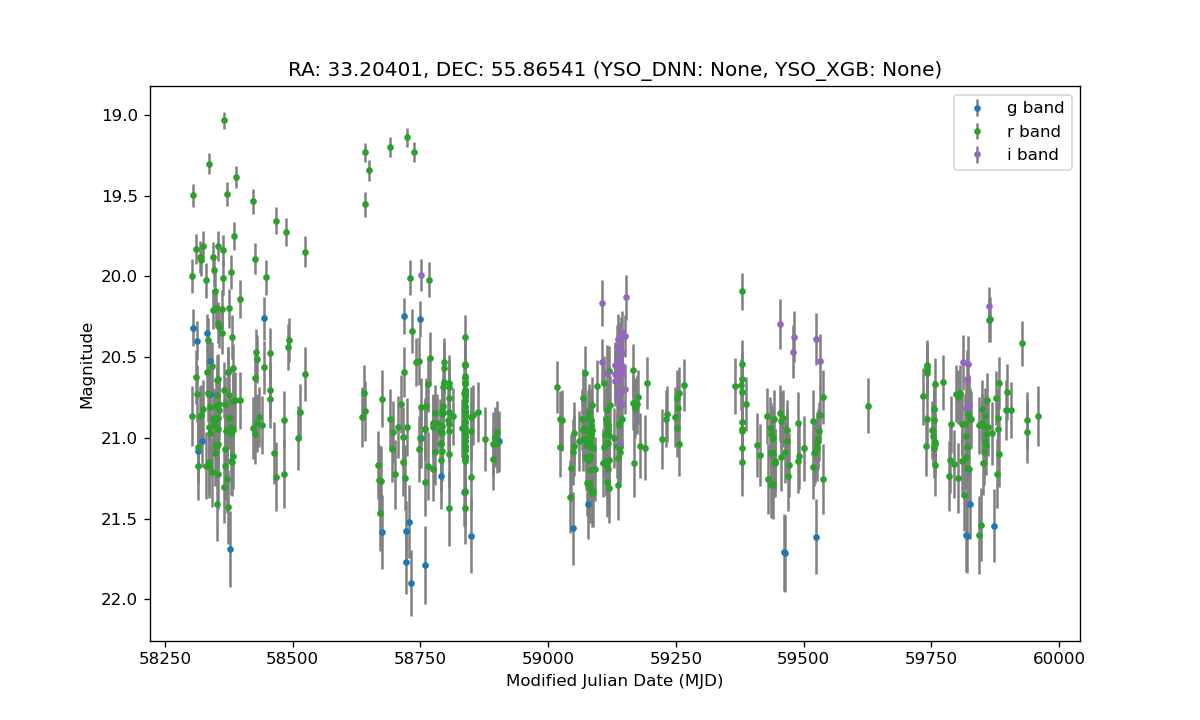 RA: 33.20401, DEC: 55.86541 (YSO_DNN: None, YSO_XGB: None)
g band
r band
i band
19.0
19.5
20.0
20.5
21.0
21.5
22.0
Magnitude
58250 58500 58750 59000 59250 59500 59750 60000
Modified Julian Date (MJD)